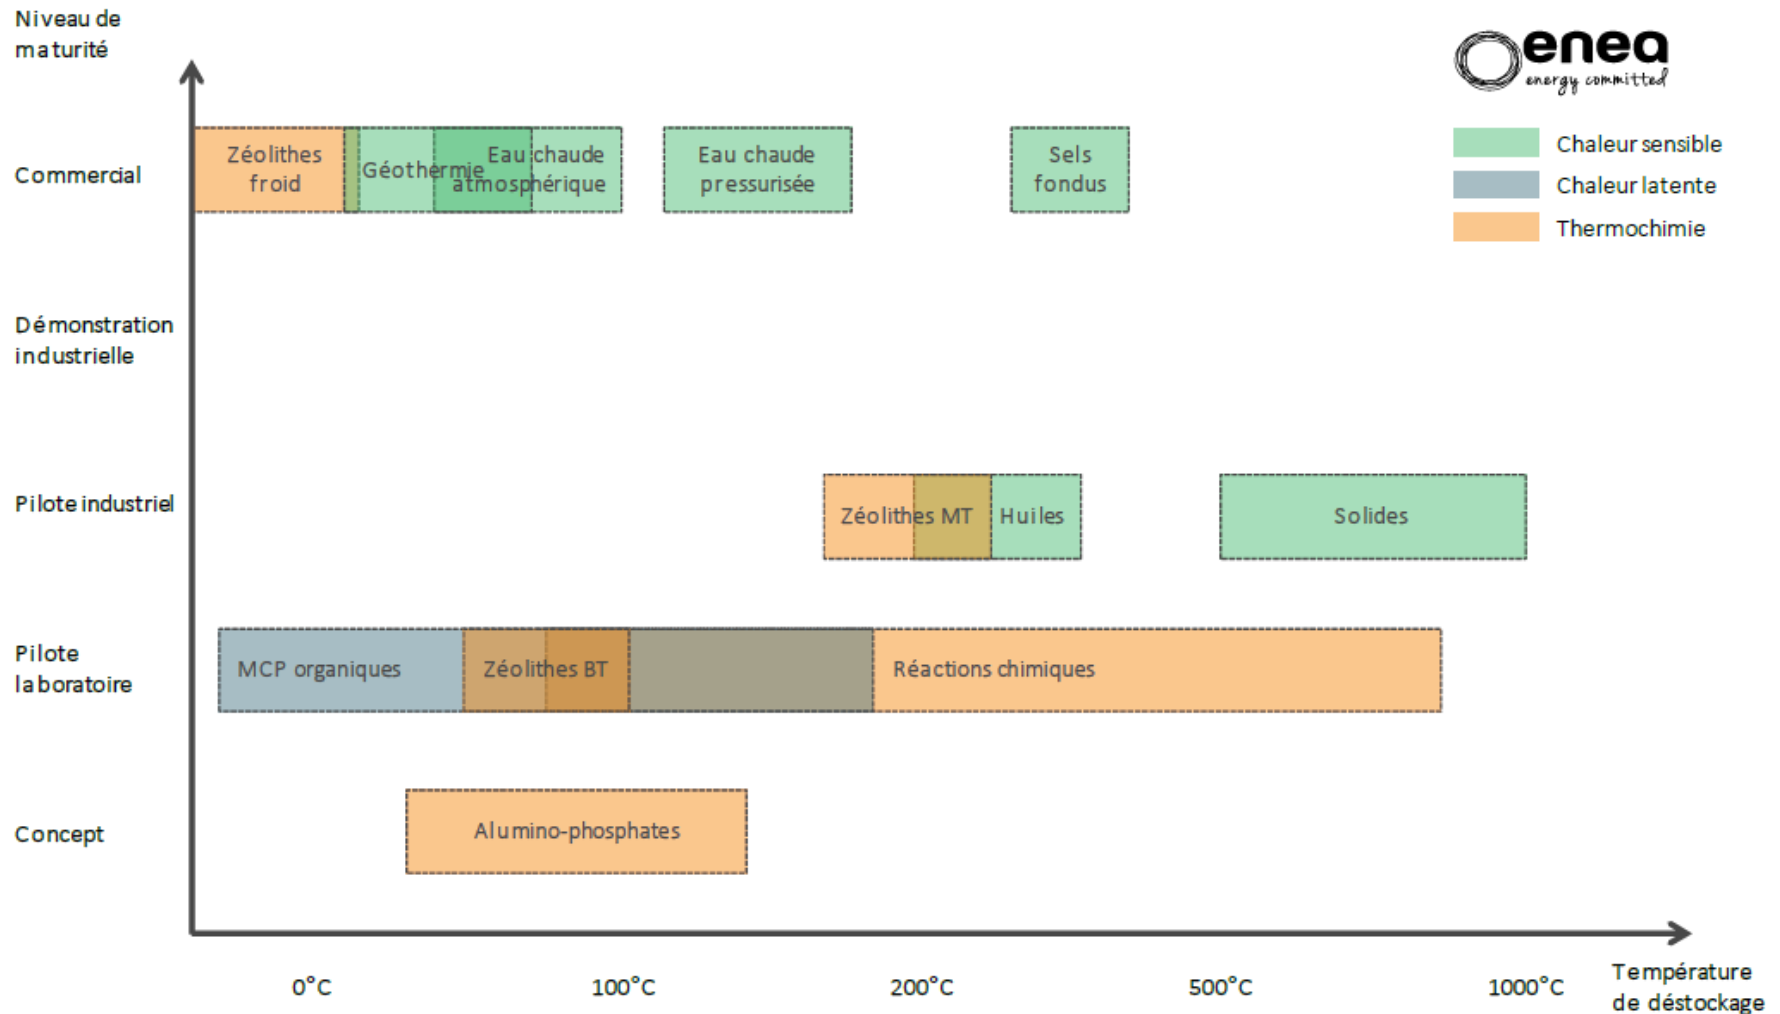 Niveau de
maturité
enea
energy committed
Chaleur sensible
Chaleur latente
Thermochimie
Commercial
Zéolithes
froid
Géothermie
Eau chaude
atmosphérique
Eau chaude
pressurisée
Sels
fondus
Démonstration
industrielle
Pilote industriel
Zéolithes MT
Huiles
Solides
Pilote
laboratoire
MCP organiques
Zéolithes BT
Réactions chimiques
Concept
Alumino-phosphates
0°C
100°C
200°C
500°C
1000°C
Température
de déstockage